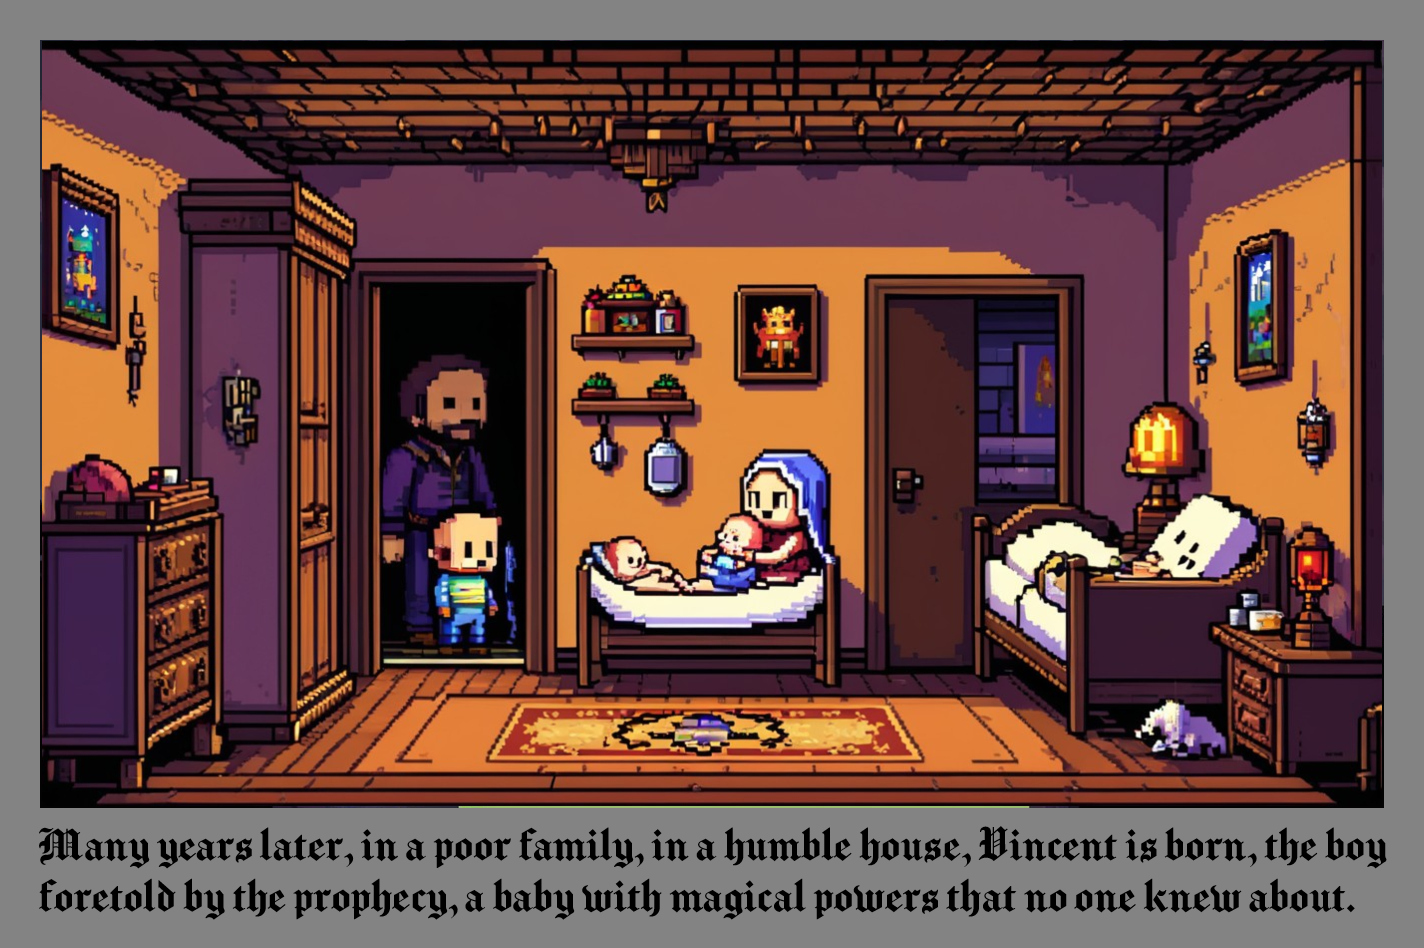 Many years later, in a poor family, in a humble house, Vincent is born, the boy
foretold by the prophecy, a baby with magical powers that no one knew about.